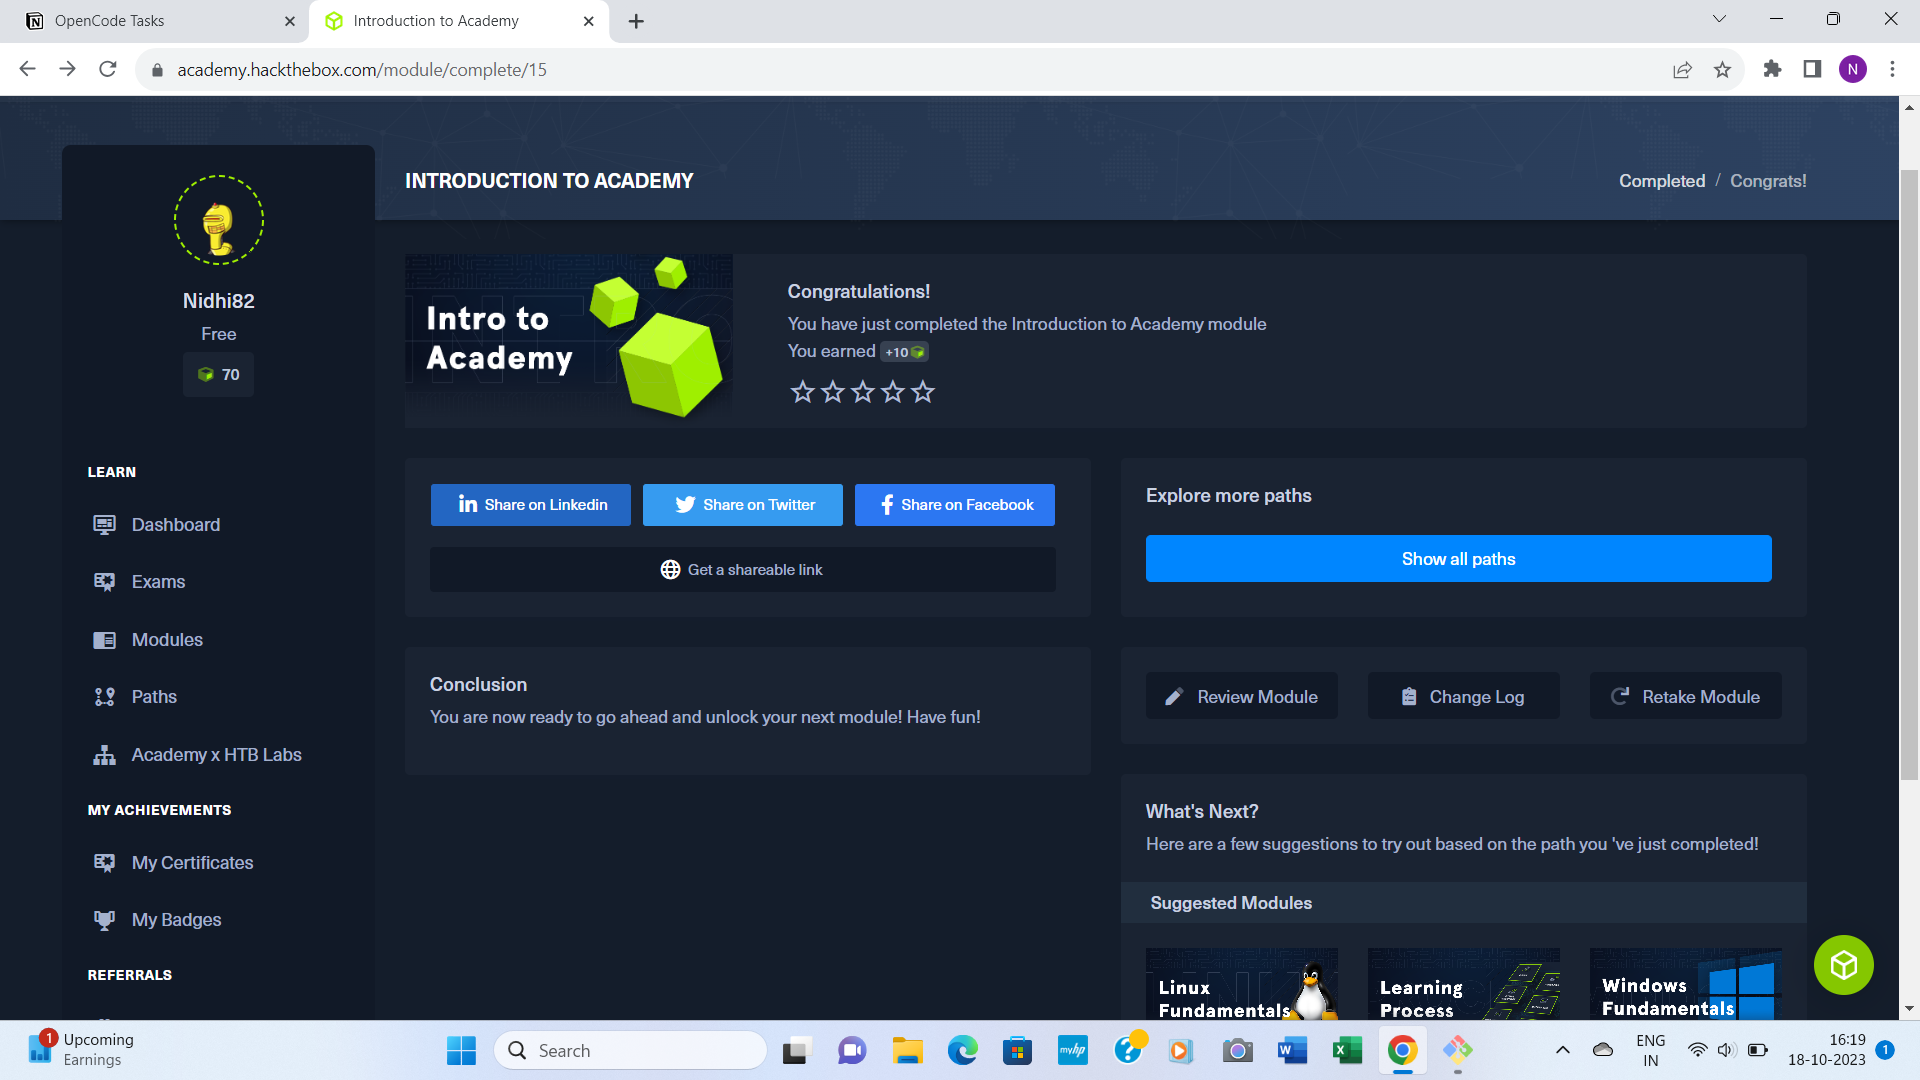 OpenCode Tasks
Introduction to Academy
academy.hackthebox.com/module/complete/15
N
INTRODUCTION TO ACADEMY
Completed / Congrats!
Nidhi82
Free
70
Intro to
Academy
Congratulations!
You have just completed the Introduction to Academy module
You earned +10
LEARN
Dashboard
Exams
Modules
Paths
Academy x HTB Labs
MY ACHIEVEMENTS
My Certificates
My Badges
REFERRALS
in Share on Linkedin
Share on Twitter
f Share on Facebook
Get a shareable link
Explore more paths
Show all paths
Conclusion
You are now ready to go ahead and unlock your next module! Have fun!
Review Module
Change Log
Retake Module
What's Next?
Here are a few suggestions to try out based on the path you 've just completed!
Suggested Modules
Linux
Fundamentals
Learning
Process
Windows
Fundamentals
1
Upcoming
Earnings
Search
myhp
?
W
X
ENG
IN
16:19
18-10-2023
1